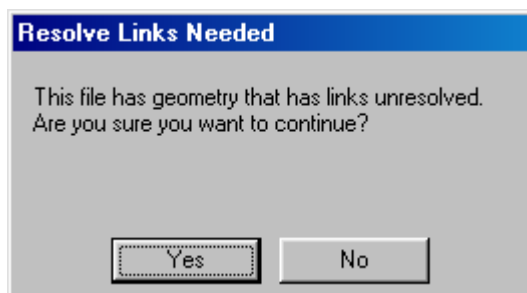 Resolve Links Needed
This file has geometry that has links unresolved.
Are you sure you want to continue?
Yes
No